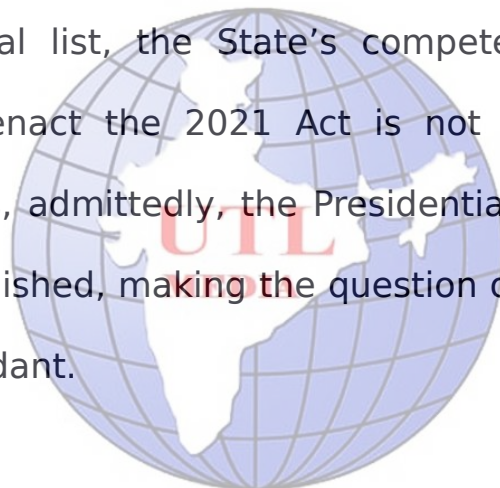 al list, the State’s compete
enact the 2021 Act is not
, admittedly, the Presidentia
UTL
ished, making the question o
MEDIA
dant.